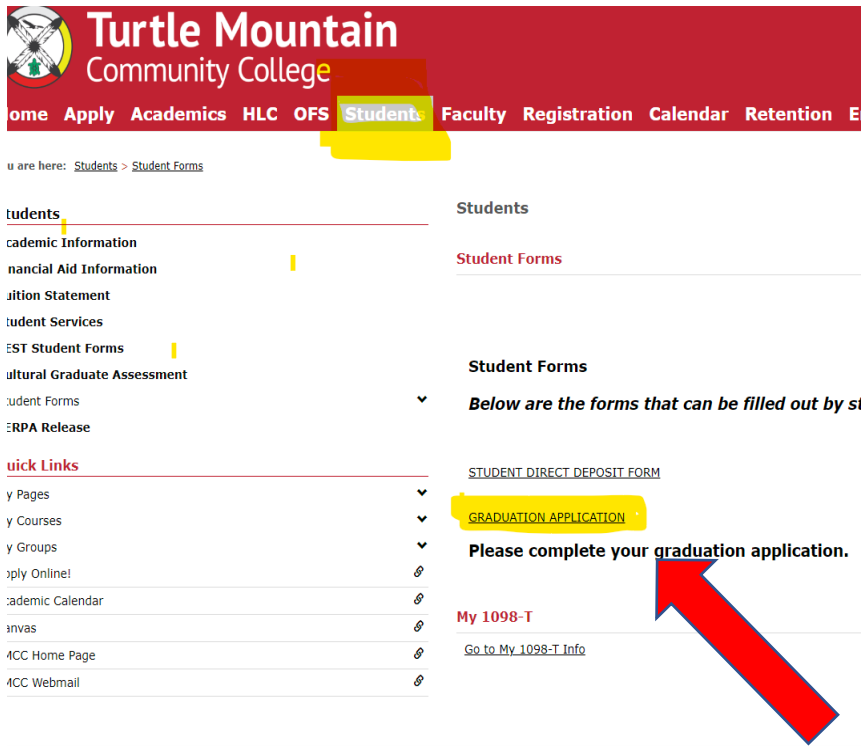 Turtle Mountain
Community College
ome Apply Academics HLC OFS Students Faculty Registration Calendar Retention E
u are here: Students > Student Forms
tudents
cademic Information
nancial Aid Information
uition Statement
tudent Services
EST Student Forms
ultural Graduate Assessment
tudent Forms
ERPA Release
uick Links
y Pages
y Courses
y Groups
pply Online!
cademic Calendar
anvas
MCC Home Page
MCC Webmail
Students
Student Forms
Student Forms
Below are the forms that can be filled out by st
STUDENT DIRECT DEPOSIT FORM
GRADUATION APPLICATION
Please complete your graduation application.
My 1098-T
Go to My 1098-T Info